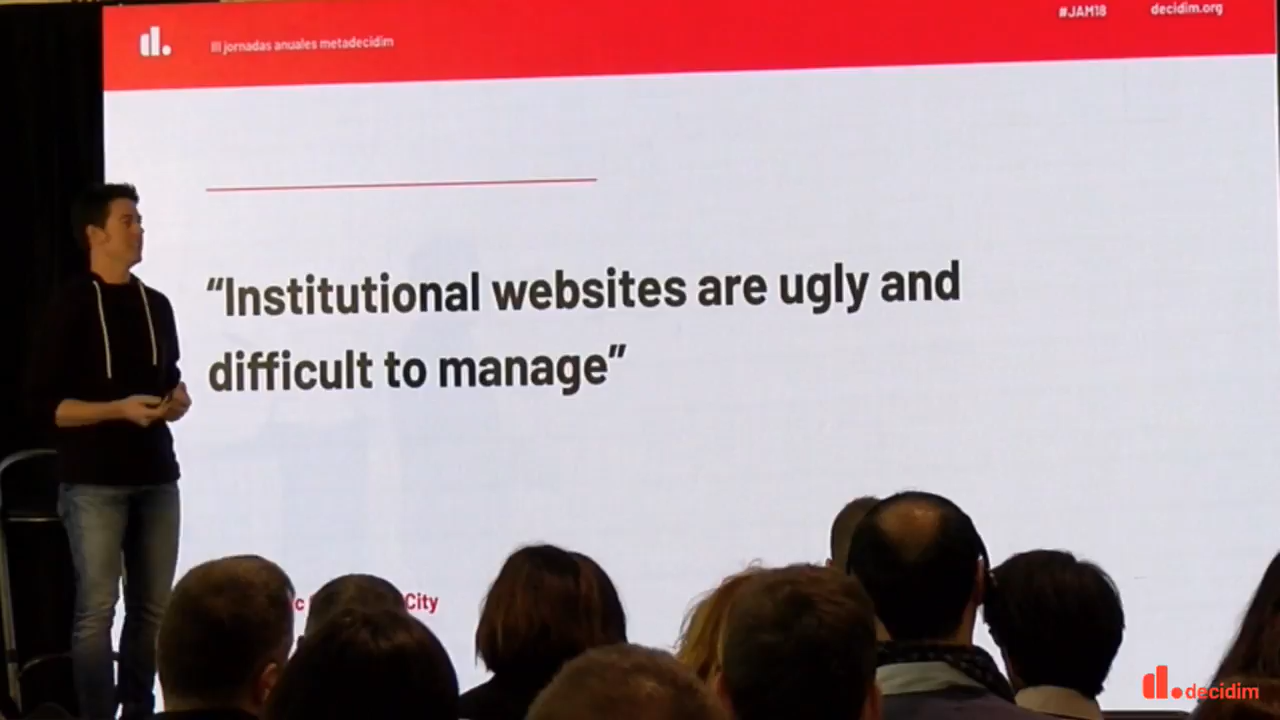 III jornadas anuales metadecidim
#JAM18
decidim.org
“Institutional websites are ugly and
difficult to manage”
City
decidim